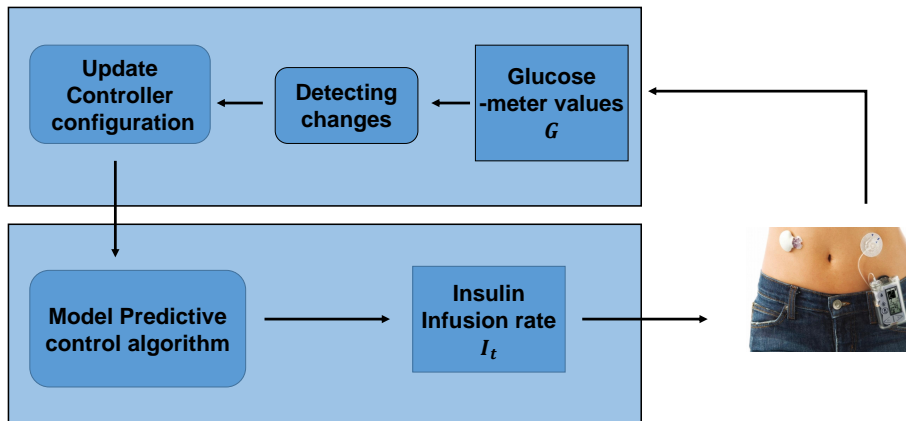 Update
Controller
configuration
Detecting
changes
Glucose
-meter values
G
Model Predictive
control algorithm
Insulin
Infusion rate
I_t